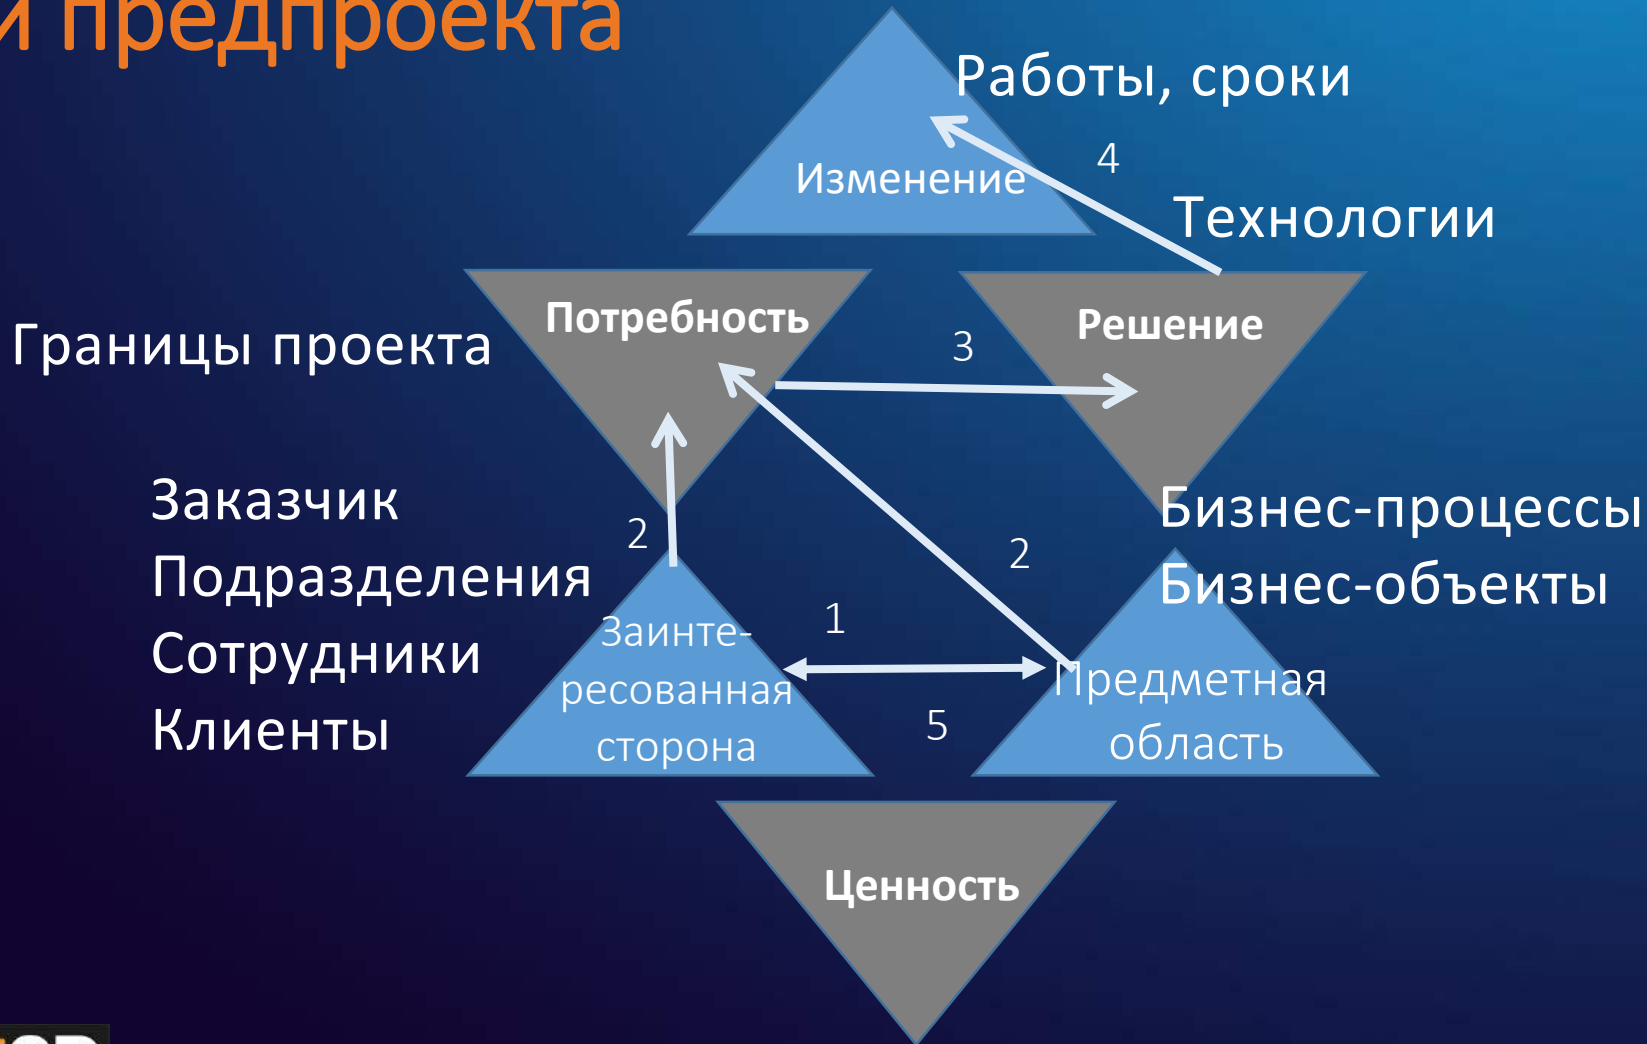 и предпроекта
Работы, сроки
4
Изменение
Технологии
Потребность
Решение
Границы проекта
3
Заказчик
Подразделения
Сотрудники
Клиенты
2
2
Бизнес-процессы
Бизнес-объекты
1
Заинте-
ресованная
сторона
Предметная
область
5
Ценность